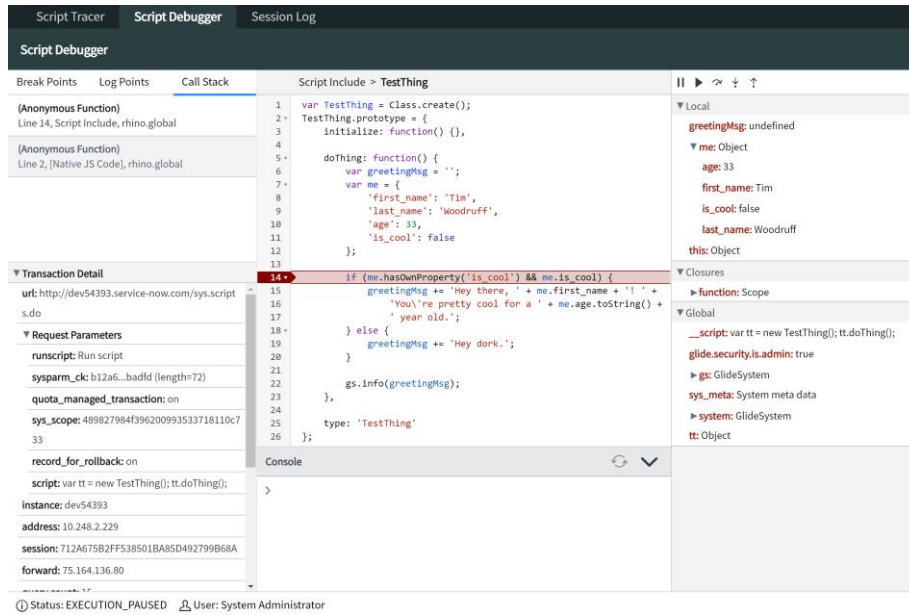 Script Tracer
Script Debugger
Session Log
Script Debugger
Break Points
Log Points
Call Stack
(Anonymous Function)
Line 14, Script Include, rhino.global
(Anonymous Function)
Line 2, [Native JS Code], rhino.global
Transaction Detail
url: http://dev54393.service-now.com/sys.script
s.do
Request Parameters
runscript: Run script
sysparm_ck: b12a6...badfd (length=72)
quota_managed_transaction: on
sys_scope: 489827984f396200993533718110c7
33
record_for_rollback: on
script: var tt = new TestThing(); tt.doThing();
instance: dev54393
address: 10.248.2.229
session: 712A675B2FF538501BA85D492799B68A
forward: 75.164.136.80
Script Include > TestThing
1 var TestThing = Class.create();
2 TestThing.prototype = {
3 initialize: function() {},
4
5 doThing: function() {
6 var greetingMsg = '';
7 var me = {
8 'first_name': 'Tim',
9 'last_name': 'Woodruff',
10 'age': 33,
11 'is_cool': false
12 };
13
14 if (me.hasOwnProperty('is_cool') && me.is_cool) {
15 greetingMsg += 'Hey there, ' + me.first_name + '! ' +
16 'You\'re pretty cool for a ' + me.age.toString() +
17 ' year old.';
18 } else {
19 greetingMsg += 'Hey dork.';
20 }
21
22 gs.info(greetingMsg);
23 },
24
25 type: 'TestThing'
26 };
Console
>
Local
greetingMsg: undefined
me: Object
age: 33
first_name: Tim
is_cool: false
last_name: Woodruff
this: Object
Closures
function: Scope
Global
__script: var tt = new TestThing(); tt.doThing();
glide.security.is.admin: true
gs: GlideSystem
sys_meta: System meta data
system: GlideSystem
tt: Object
Status: EXECUTION_PAUSED
User: System Administrator